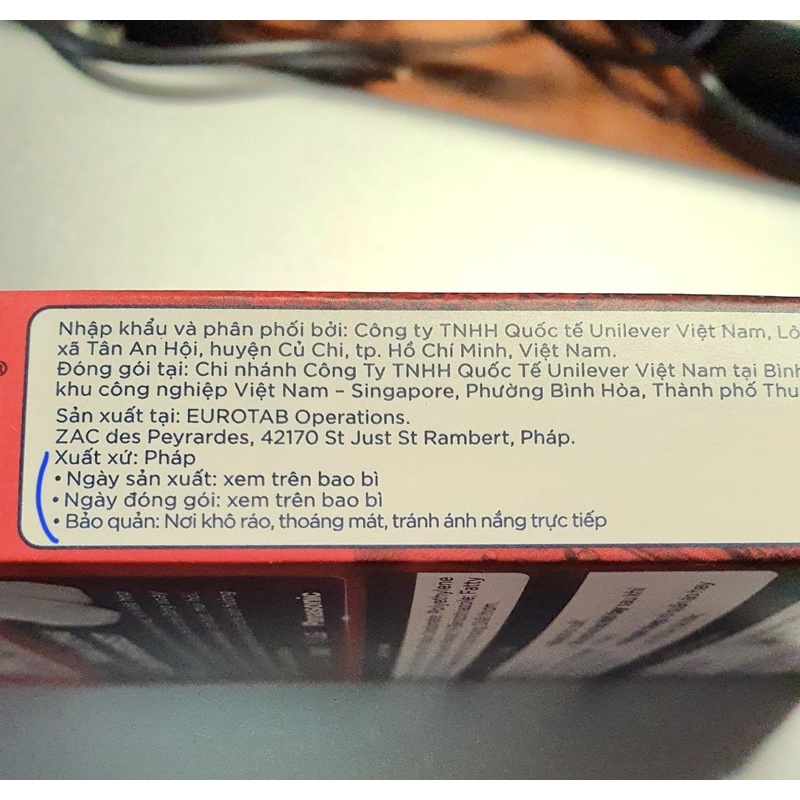 Nhập khẩu và phân phối bởi: Công ty TNHH Quốc tế Unilever Việt Nam, Lô
xã Tân An Hội, huyện Củ Chi, tp. Hồ Chí Minh, Việt Nam.
Đóng gói tại: Chi nhánh Công Ty TNHH Quốc Tế Unilever Việt Nam tại Bình
khu công nghiệp Việt Nam – Singapore, Phường Bình Hòa, Thành phố Thu
Sản xuất tại: EUROTAB Operations.
ZAC des Peyrardes, 42170 St Just St Rambert, Pháp.
Xuất xứ: Pháp
• Ngày sản xuất: xem trên bao bì
• Ngày đóng gói: xem trên bao bì
• Bảo quản: Nơi khô ráo, thoáng mát, tránh ánh nắng trực tiếp